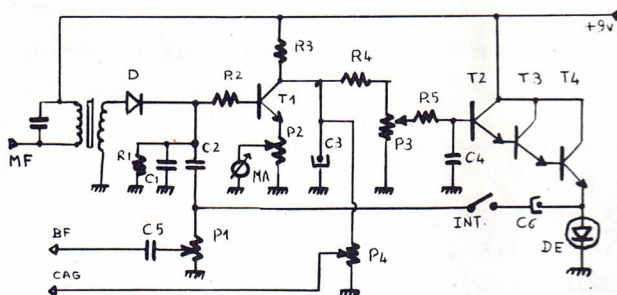 +9v
R3
D
R2
R4
T2
T3
T4
T1
R5
MF
R1
C1
C2
P2
MA
C3
P3
C4
INT.
C6
DE
BF
C5
P1
P4
CAG